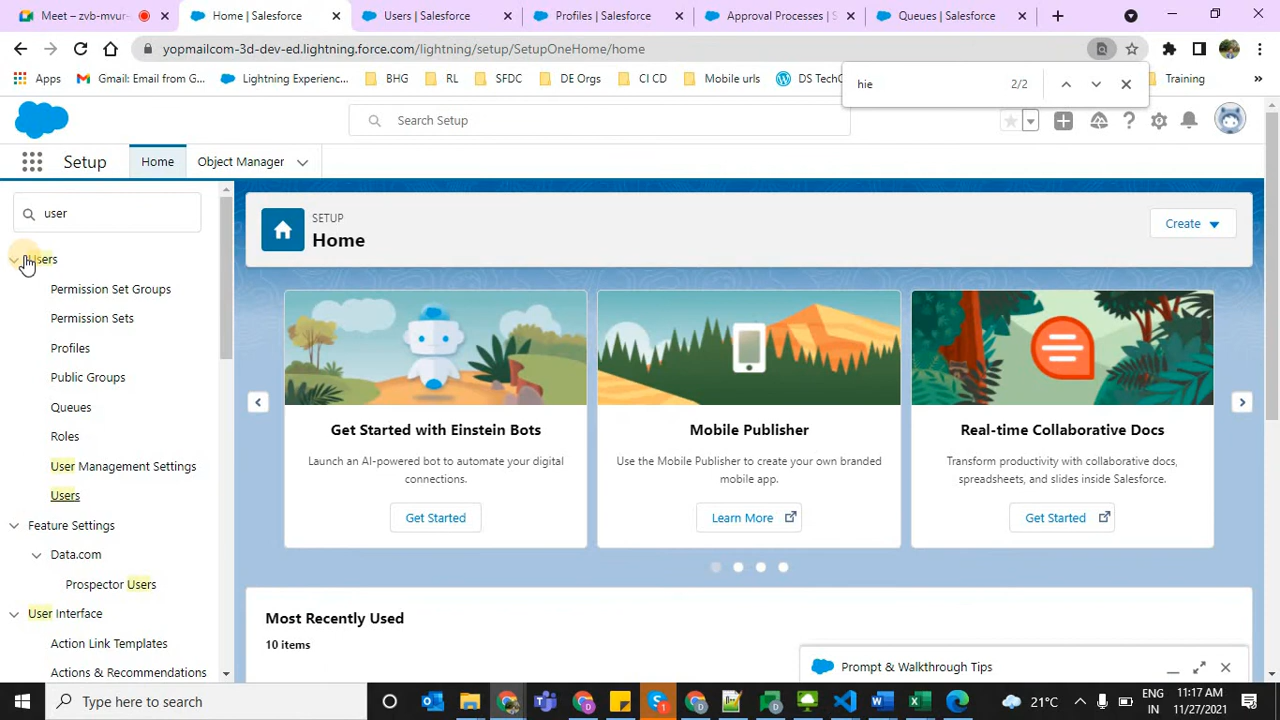 Meet – zvb-mvur-
Home | Salesforce
Users | Salesforce
Profiles | Salesforce
Approval Processes | S
Queues | Salesforce
yopmailcom-3d-dev-ed.lightning.force.com/lightning/setup/SetupOneHome/home
Apps
Gmail: Email from G...
Lightning Experienc...
BHG
RL
SFDC
DE Orgs
CI CD
Mobile urls
DS TechG
Training
hie
2/2
Search Setup
Setup
Home
Object Manager
user
SETUP
Home
Create
Users
Permission Set Groups
Permission Sets
Profiles
Public Groups
Queues
Roles
User Management Settings
Users
Feature Settings
Data.com
Prospector Users
User Interface
Action Link Templates
Actions & Recommendations
Get Started with Einstein Bots
Launch an AI-powered bot to automate your digital
connections.
Get Started
Mobile Publisher
Use the Mobile Publisher to create your own branded
mobile app.
Learn More
Real-time Collaborative Docs
Transform productivity with collaborative docs,
spreadsheets, and slides inside Salesforce.
Get Started
Most Recently Used
10 items
Prompt & Walkthrough Tips
Type here to search
21°C
ENG
IN
11:17 AM
11/27/2021